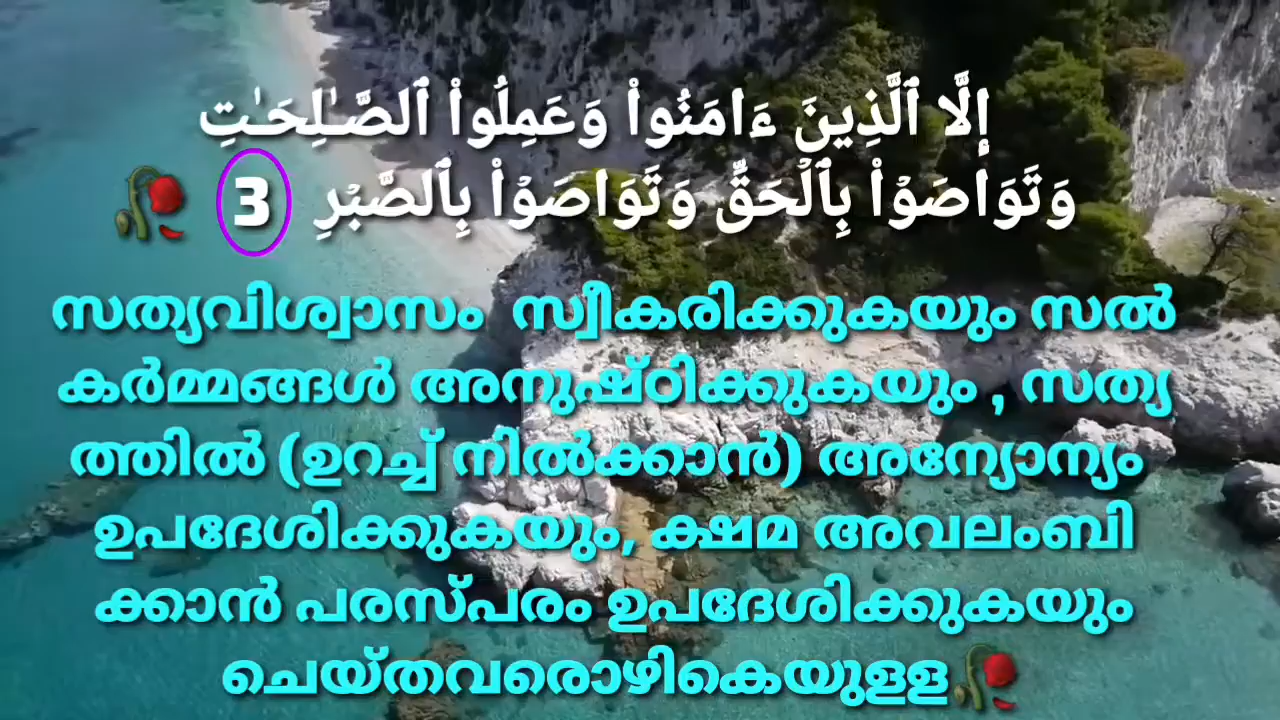 إِلَّا ٱلَّذِينَ ءَامَنُوا۟ وَعَمِلُوا۟ ٱلصَّـٰلِحَـٰتِ
وَتَوَاصَوْا۟ بِٱلْحَقِّ وَتَوَاصَوْا۟ بِٱلصَّبْرِ 3
സത്യവിശ്വാസം സ്വീകരിക്കുകയും സൽ
കർമ്മങ്ങൾ അനുഷ്ഠിക്കുകയും , സത്യ
ത്തിൽ (ഉറച്ച് നിൽക്കാൻ) അന്യോന്യം
ഉപദേശിക്കുകയും, ക്ഷമ അവലംബി
ക്കാൻ പരസ്പരം ഉപദേശിക്കുകയും
ചെയ്തവരൊഴികെയുളള